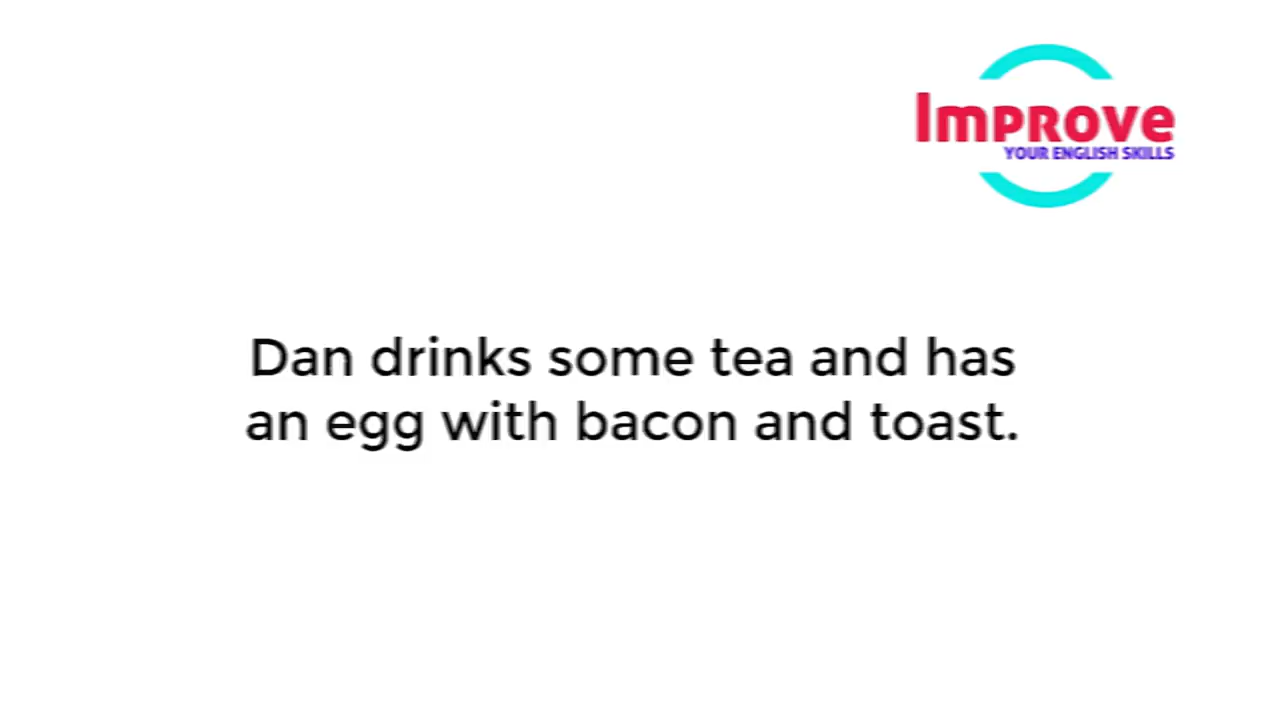 Improve
YOUR ENGLISH SKILLS
Dan drinks some tea and has
an egg with bacon and toast.